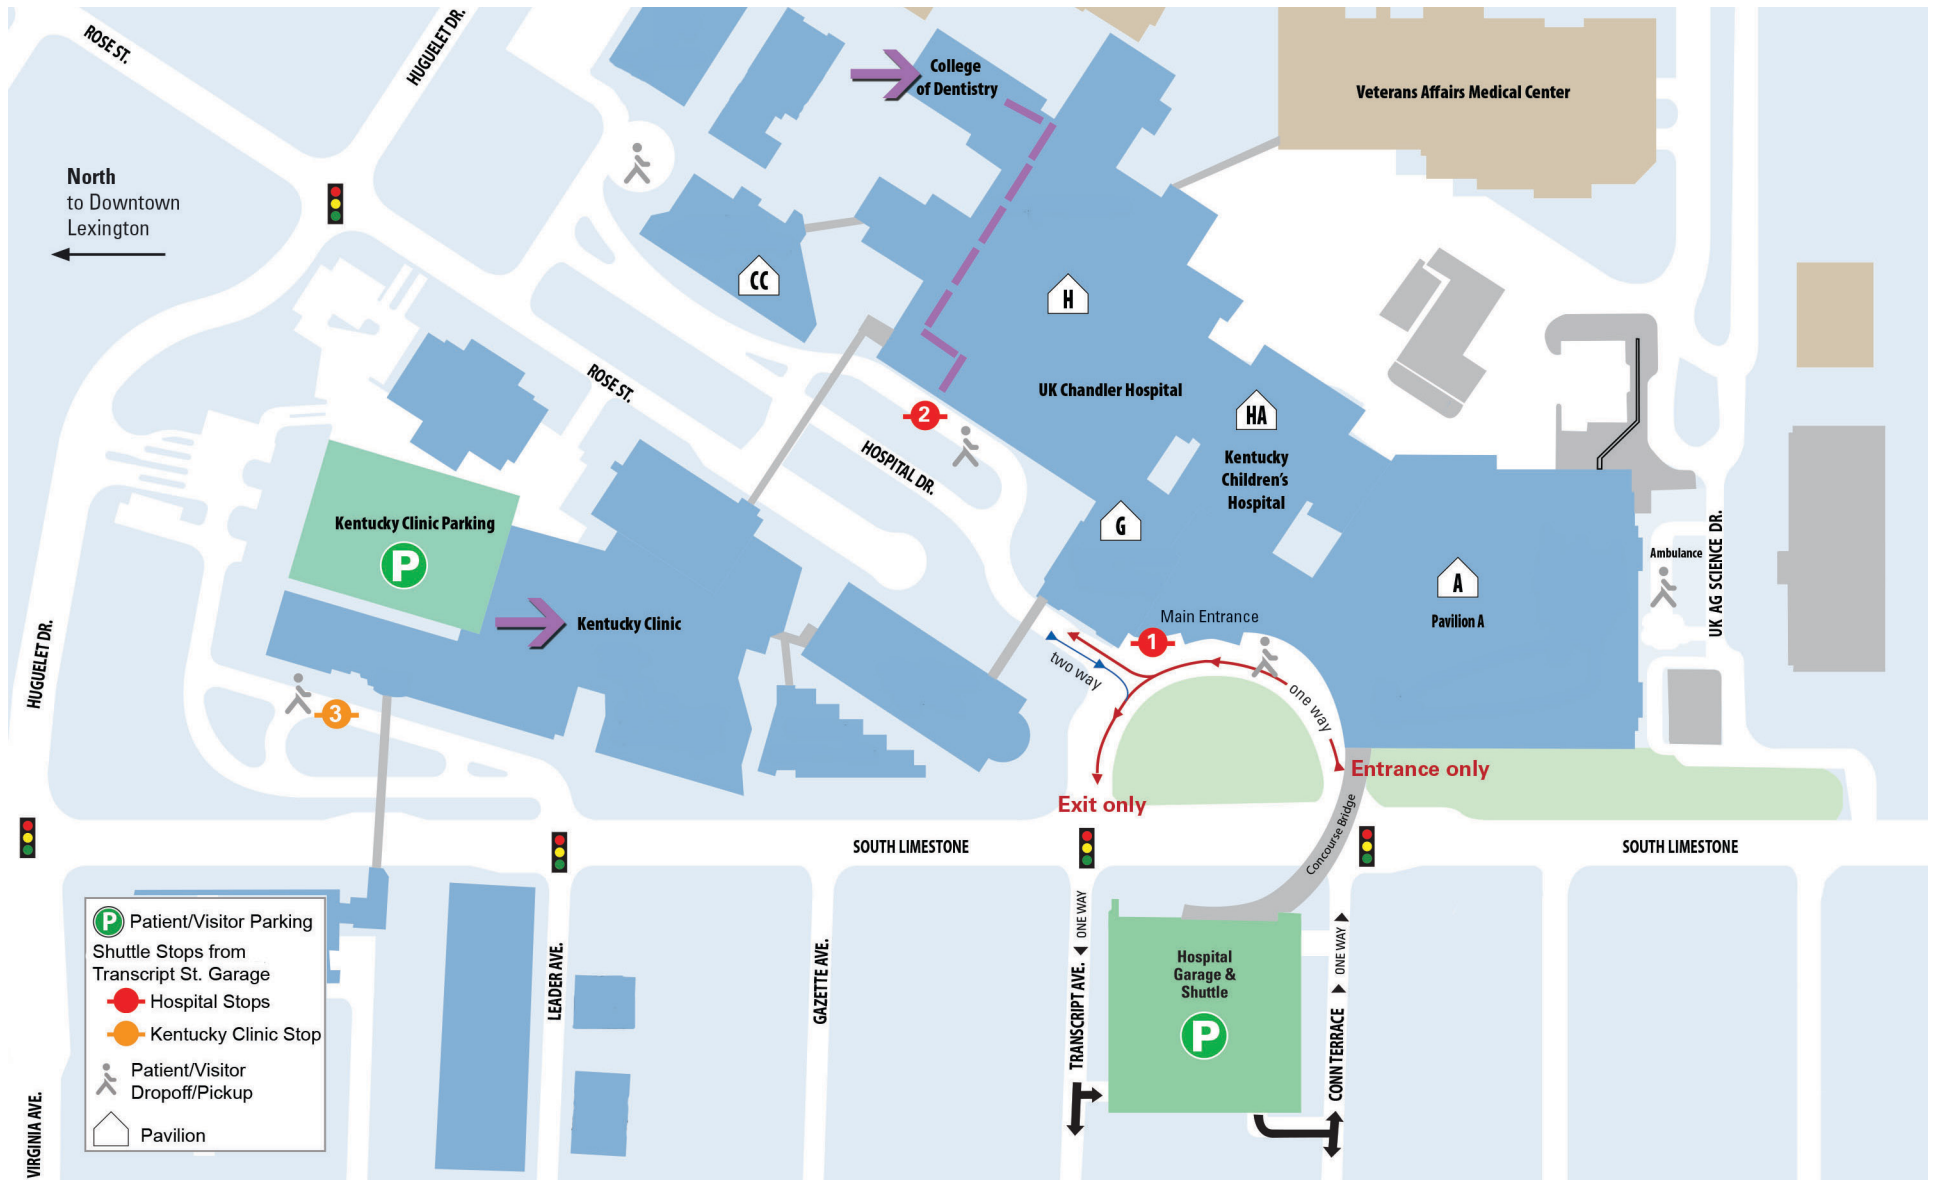 ROSE ST.
HUGUELET DR.
College
of Dentistry
Veterans Affairs Medical Center
North
to Downtown
Lexington
CC
H
ROSE ST.
UK Chandler Hospital
HA
2
HOSPITAL DR.
Kentucky
Children's
Hospital
G
Kentucky Clinic Parking
P
A
Pavilion A
Ambulance
UK AG SCIENCE DR.
Kentucky Clinic
Main Entrance
1
two way
one way
HUGUELET DR.
3
Entrance only
Exit only
Concourse Bridge
SOUTH LIMESTONE
SOUTH LIMESTONE
P Patient/Visitor Parking
Shuttle Stops from
Transcript St. Garage
Hospital Stops
Kentucky Clinic Stop
Patient/Visitor
Dropoff/Pickup
Pavilion
VIRGINIA AVE.
LEADER AVE.
GAZETTE AVE.
TRANSCRIPT AVE.
ONE WAY
Hospital
Garage &
Shuttle
P
CONN TERRACE
ONE WAY